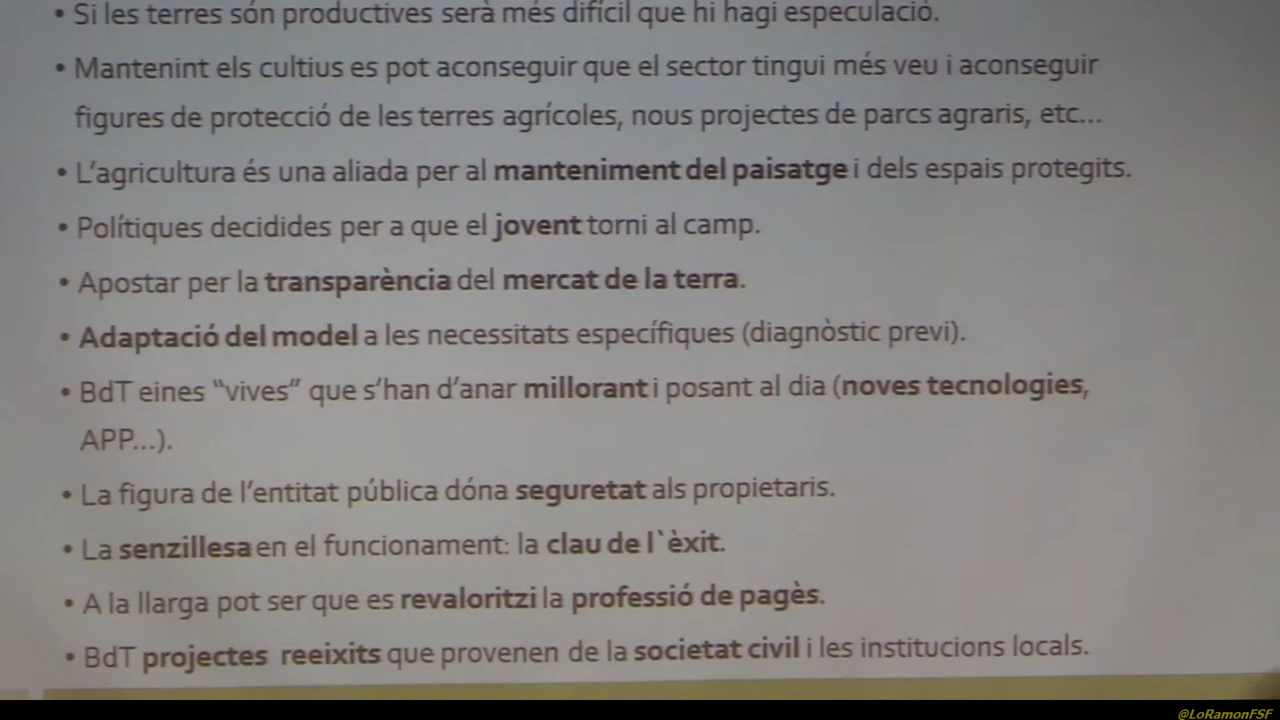 • Si les terres són productives serà més difícil que hi hagi especulació.
• Mantenint els cultius es pot aconseguir que el sector tingui més veu i aconseguir
figures de protecció de les terres agrícoles, nous projectes de parcs agraris, etc...
• L'agricultura és una aliada per al manteniment del paisatge i dels espais protegits.
• Polítiques decidides per a que el jovent torni al camp.
• Apostar per la transparència del mercat de la terra.
• Adaptació del model a les necessitats específiques (diagnòstic previ).
• BdT eines "vives" que s'han d'anar millorant i posant al dia (noves tecnologies,
APP...).
• La figura de l'entitat pública dóna seguretat als propietaris.
• La senzillesa en el funcionament: la clau de l`èxit.
• A la llarga pot ser que es revaloritzi la professió de pagès.
• BdT projectes reeixits que provenen de la societat civil i les institucions locals.
@LoRamonFSF